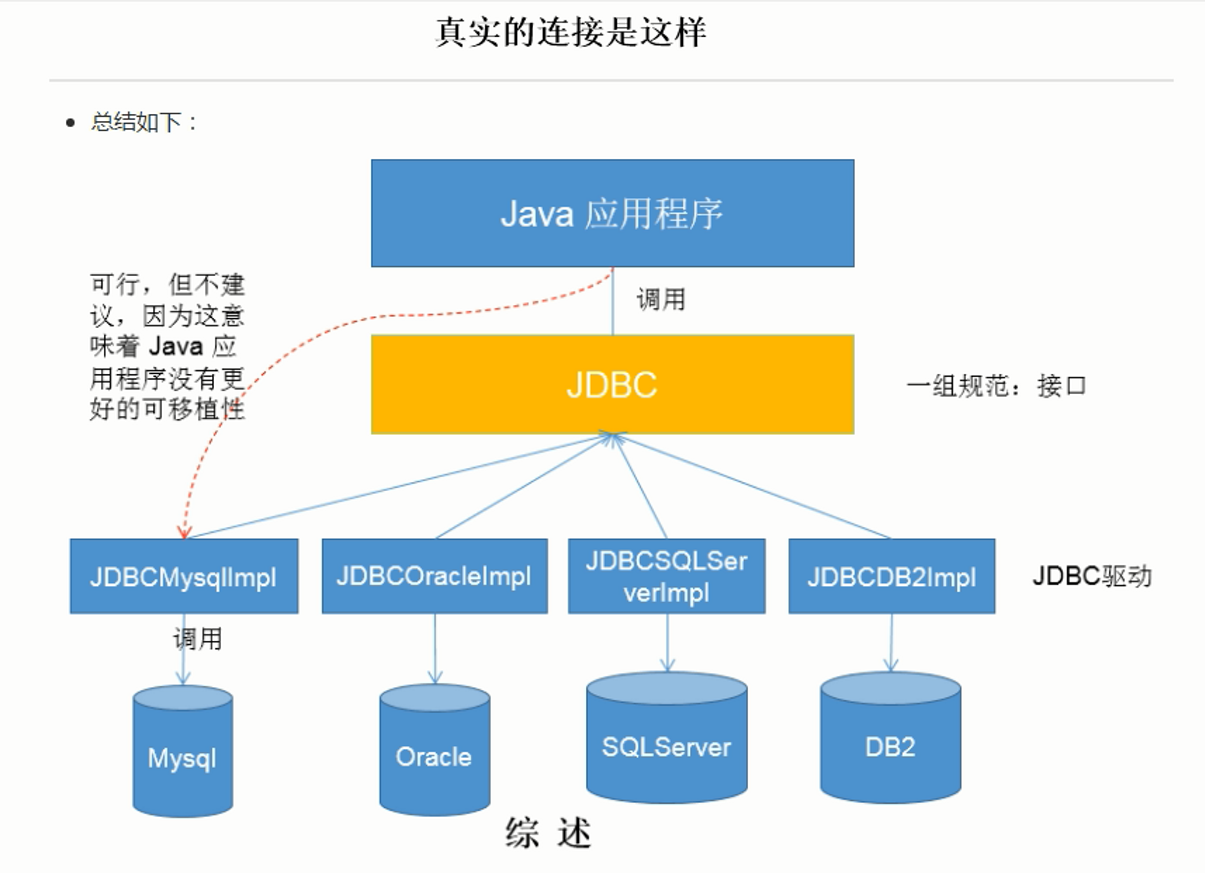 真实的连接是这样
总结如下：
Java 应用程序
可行，但不建
议，因为这意
味着 Java 应
用程序没有更
好的可移植性
调用
JDBC
一组规范：接口
JDBCMysqlImpl
JDBCOracleImpl
JDBCSQLSer
verImpl
JDBCDB2Impl
JDBC驱动
调用
Mysql
Oracle
SQLServer
DB2
综 述